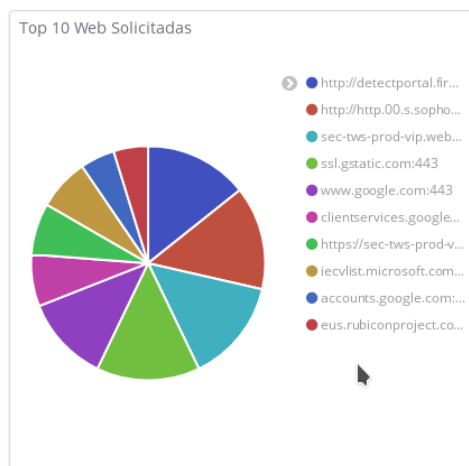 Top 10 Web Solicitadas
http://detectportal.fir...
http://http.00.s.sopho...
sec-tws-prod-vip.web...
ssl.gstatic.com:443
www.google.com:443
clientservices.google...
https://sec-tws-prod-v...
iecvlist.microsoft.com...
accounts.google.com:...
eus.rubiconproject.co...